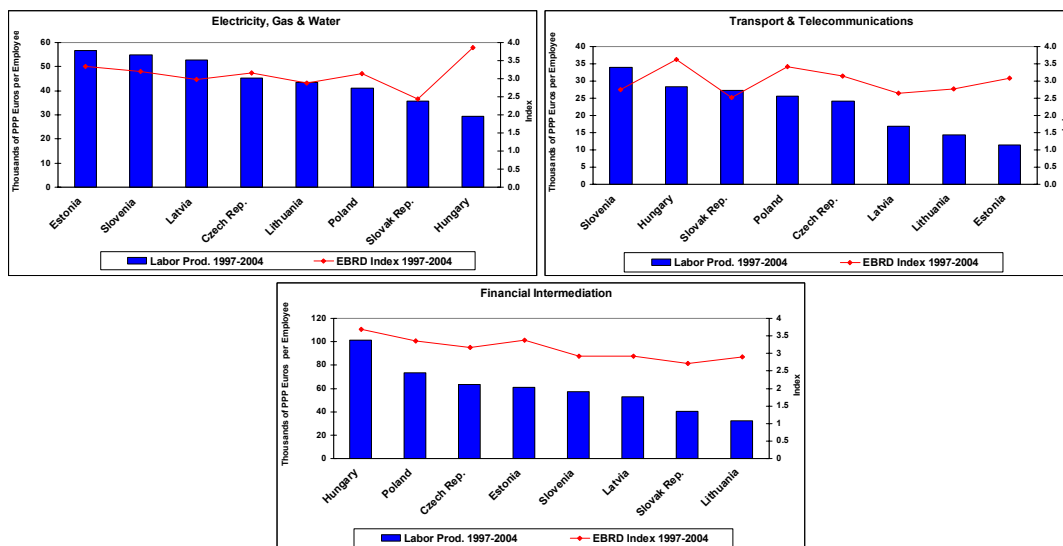 Electricity, Gas & Water
Thousands of PPP Euros per Employee
60
50
40
30
20
10
0
4.0
3.5
3.0
2.5
2.0
1.5
1.0
0.5
0.0
Index
Estonia
Slovenia
Latvia
Czech Rep.
Lithuania
Poland
Slovak Rep.
Hungary
Labor Prod. 1997-2004
EBRD Index 1997-2004
Transport & Telecommunications
Thousands of PPP Euros per Employee
40
35
30
25
20
15
10
5
0
4.0
3.5
3.0
2.5
2.0
1.5
1.0
0.5
0.0
Slovenia
Hungary
Slovak Rep.
Poland
Czech Rep.
Latvia
Lithuania
Estonia
Labor Prod. 1997-2004
EBRD Index 1997-2004
Financial Intermediation
Thousands of PPP Euros per Employee
120
100
80
60
40
20
0
4
3.5
3
2.5
2
1.5
1
0.5
0
Index
Hungary
Poland
Czech Rep.
Estonia
Slovenia
Latvia
Slovak Rep.
Lithuania
Labor Prod. 1997-2004
EBRD Index 1997-2004